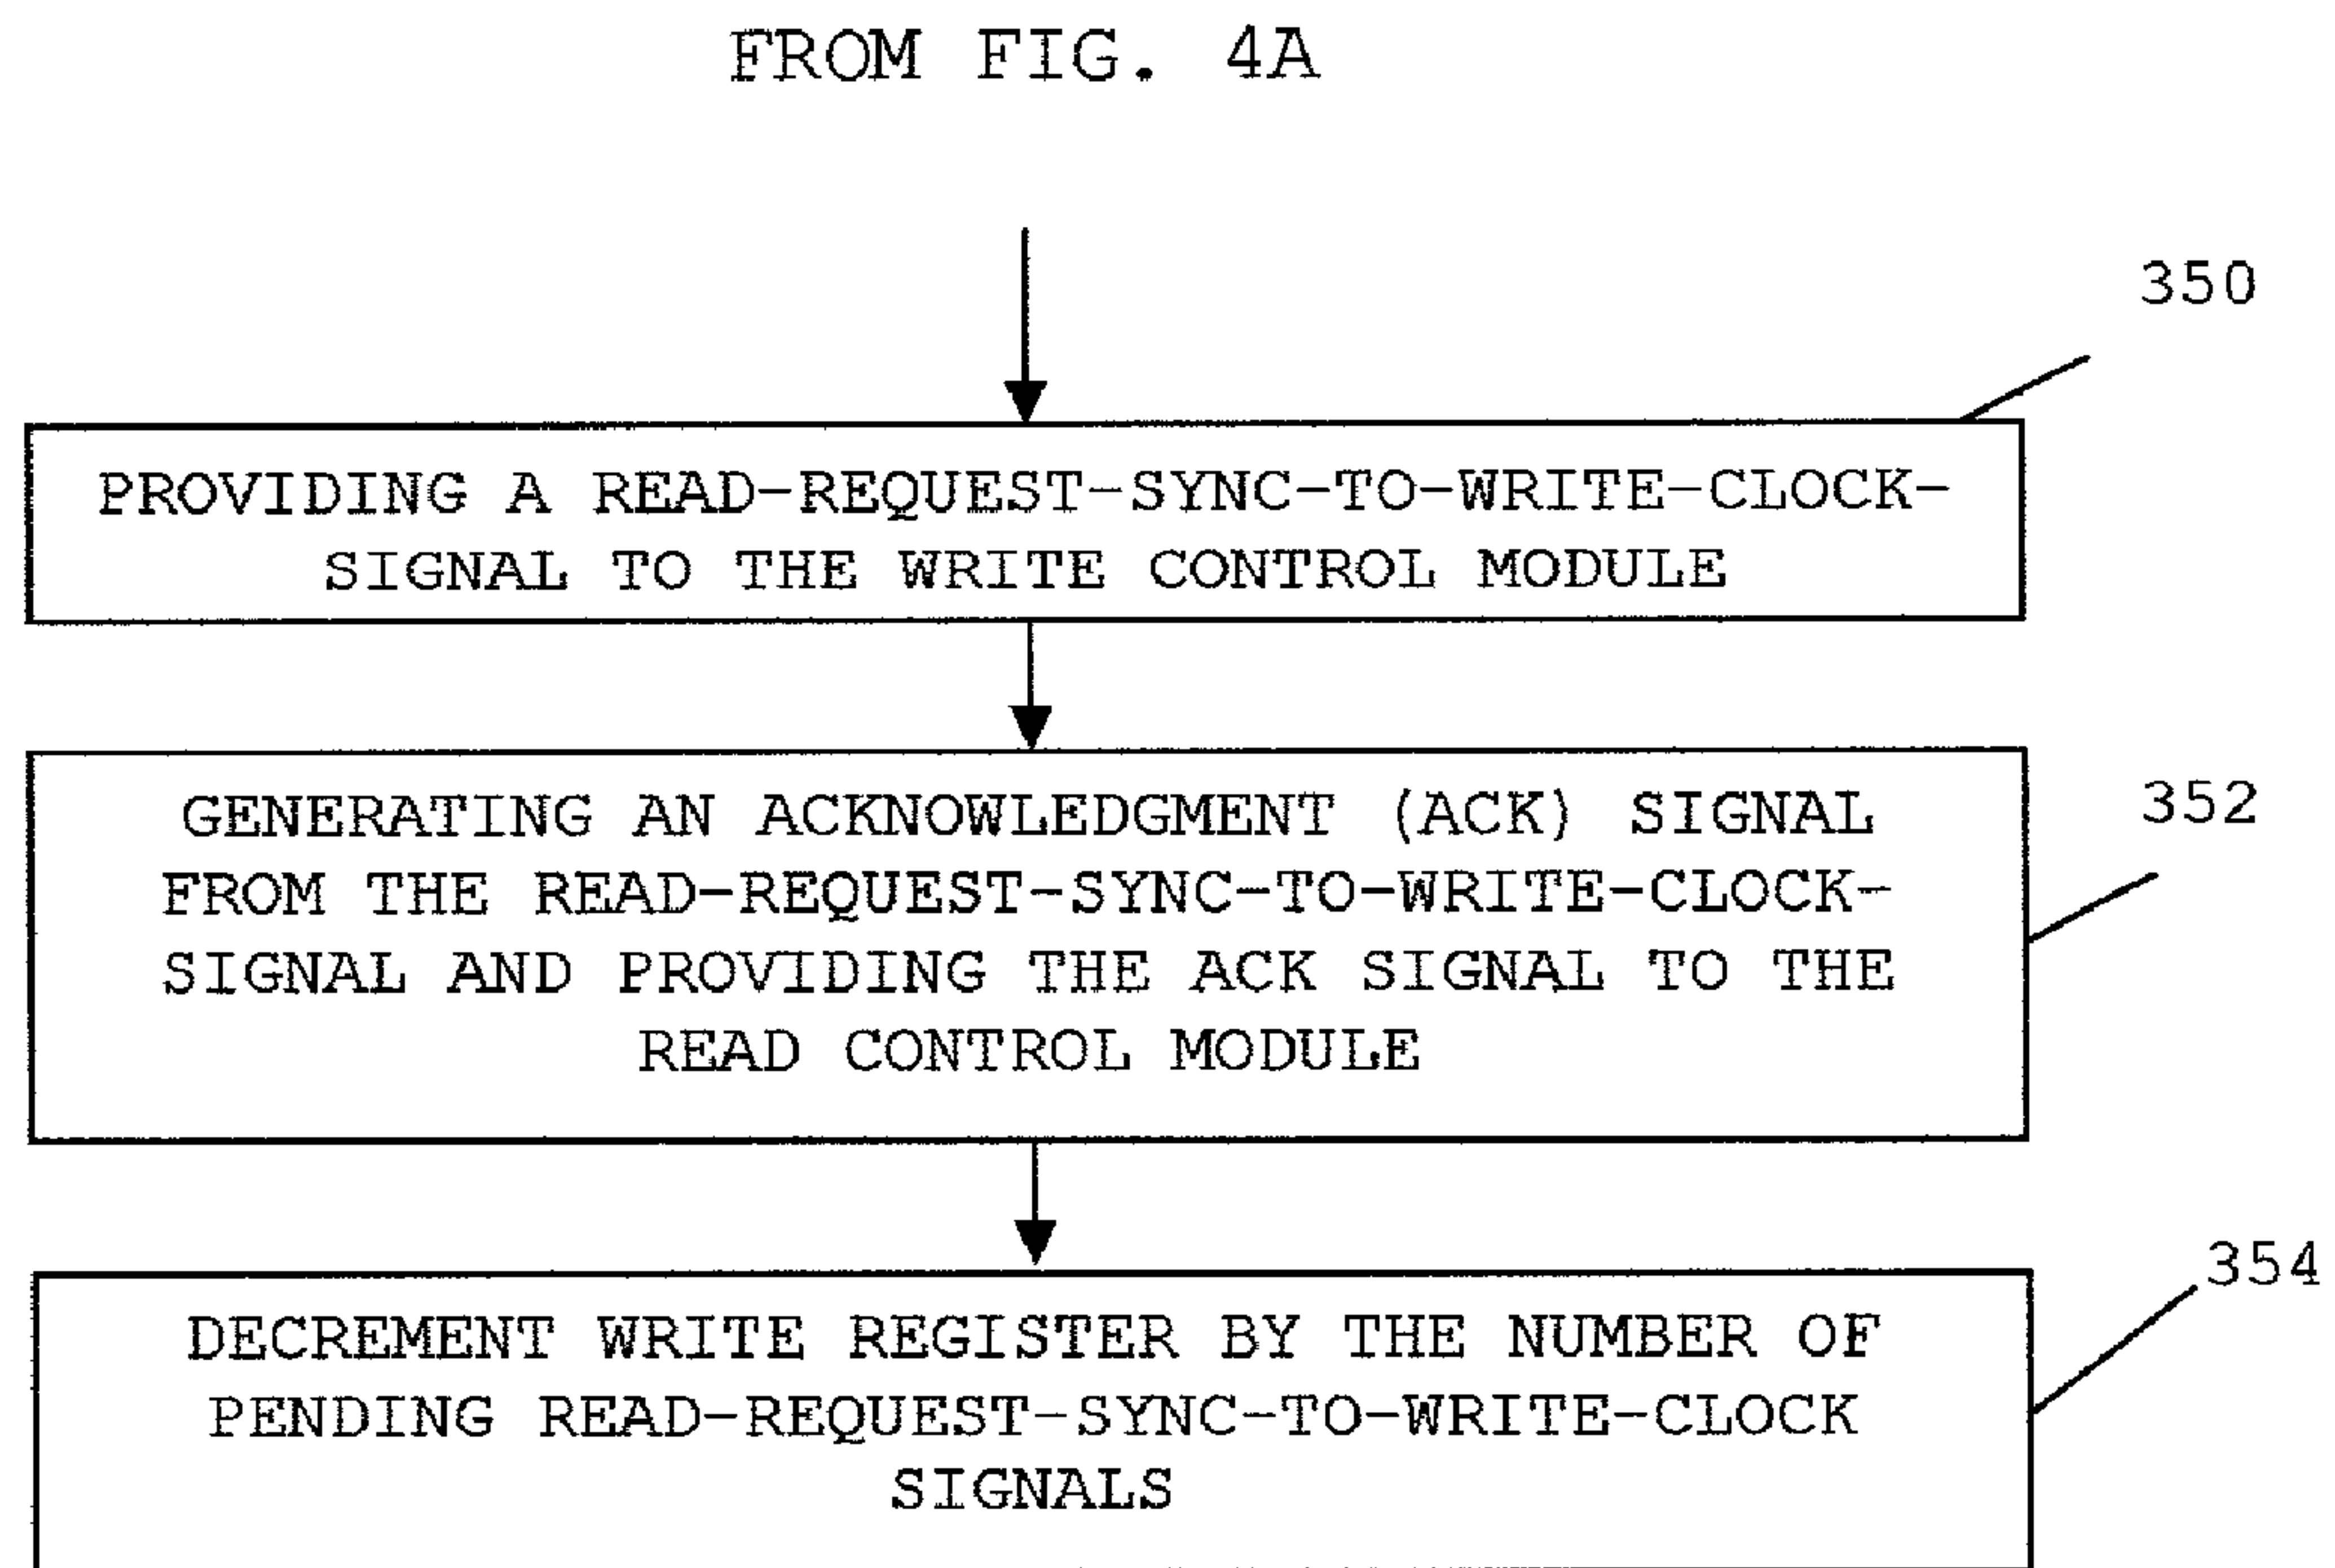 FROM FIG. 4A
350
PROVIDING A READ-REQUEST-SYNC-TO-WRITE-CLOCK-
SIGNAL TO THE WRITE CONTROL MODULE
GENERATING AN ACKNOWLEDGMENT (ACK) SIGNAL
352
FROM THE READ-REQUEST-SYNC-TO-WRITE-CLOCK-
SIGNAL AND PROVIDING THE ACK SIGNAL TO THE
READ CONTROL MODULE
354
DECREMENT WRITE REGISTER BY THE NUMBER OF
PENDING READ-REQUEST-SYNC-TO-WRITE-CLOCK
SIGNALS